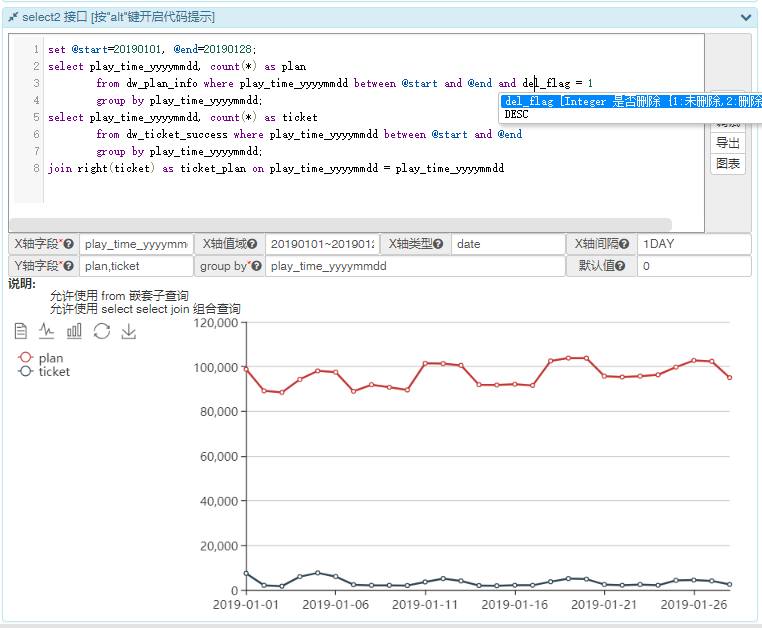 select2 接口 [按"alt"键开启代码提示]
1 set @start=20190101, @end=20190128;
2 select play_time_yyyymmdd, count(*) as plan
3 from dw_plan_info where play_time_yyyymmdd between @start and @end and del_flag = 1
4 group by play_time_yyyymmdd;
5 select play_time_yyyymmdd, count(*) as ticket
6 from dw_ticket_success where play_time_yyyymmdd between @start and @end
7 group by play_time_yyyymmdd;
8 join right(ticket) as ticket_plan on play_time_yyyymmdd = play_time_yyyymmdd
del_flag [Integer 是否删除 {1:未删除,2:删除
DESC
导出
图表
X轴字段* play_time_yyyymm X轴值域 20190101~201901 X轴类型 date X轴间隔 1DAY
Y轴字段* plan,ticket group by* play_time_yyyymmdd 默认值 0
说明:
允许使用 from 嵌套子查询
允许使用 select select join 组合查询
plan
ticket
120,000
100,000
80,000
60,000
40,000
20,000
0
2019-01-01 2019-01-06 2019-01-11 2019-01-16 2019-01-21 2019-01-26